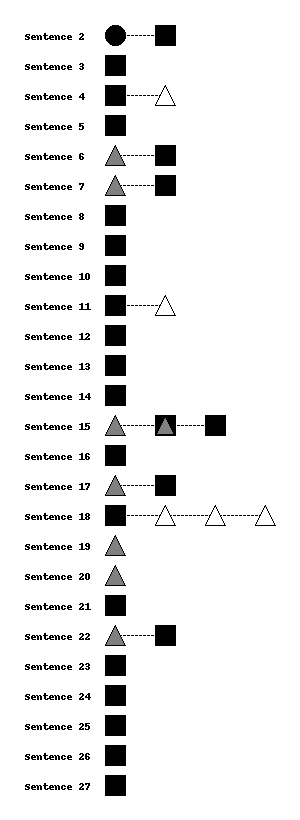 Sentence 2
Sentence 3
Sentence 4
Sentence 5
Sentence 6
Sentence 7
Sentence 8
Sentence 9
Sentence 10
Sentence 11
Sentence 12
Sentence 13
Sentence 14
Sentence 15
Sentence 16
Sentence 17
Sentence 18
Sentence 19
Sentence 20
Sentence 21
Sentence 22
Sentence 23
Sentence 24
Sentence 25
Sentence 26
Sentence 27